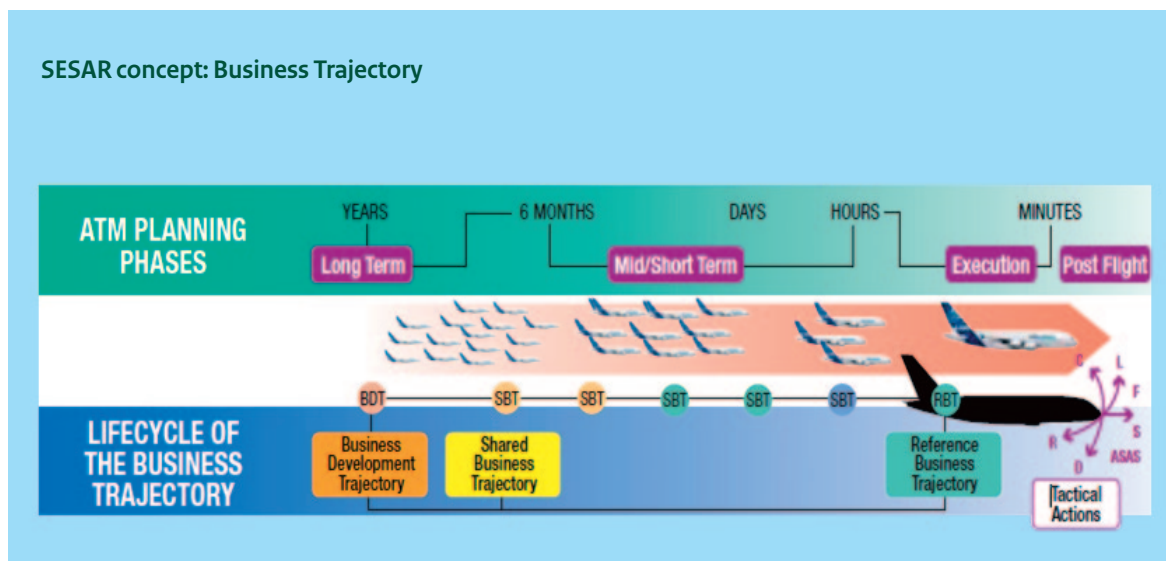 SESAR concept: Business Trajectory
ATM PLANNING
PHASES
YEARS
6 MONTHS
DAYS
HOURS
MINUTES
Long Term
Mid/Short Term
Execution
Post Flight
BDT
SBT
SBT
SBT
SBT
SBT
RBT
C
L
F
S
ASAS
D
R
LIFECYCLE OF
THE BUSINESS
TRAJECTORY
Business
Development
Trajectory
Shared
Business
Trajectory
Reference
Business
Trajectory
Tactical
Actions